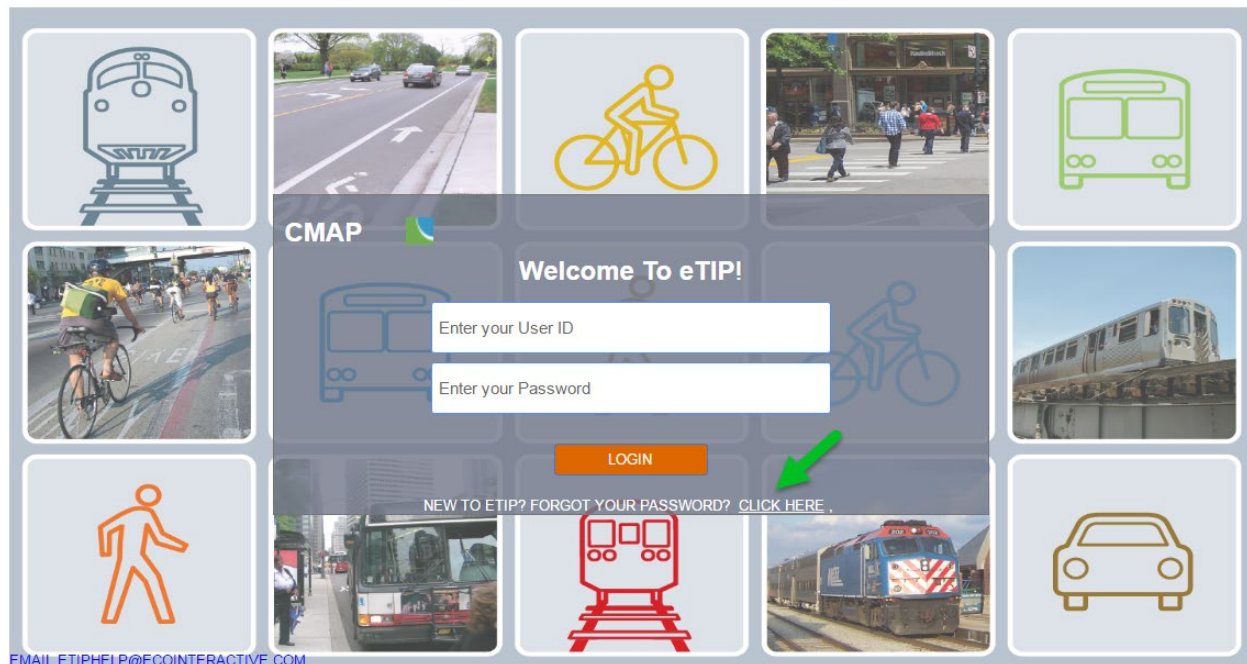 CMAP
Welcome To eTIP!
Enter your User ID
Enter your Password
LOGIN
NEW TO ETIP? FORGOT YOUR PASSWORD? CLICK HERE ,
EMAIL ETIPHELP@ECOINTERACTIVE.COM